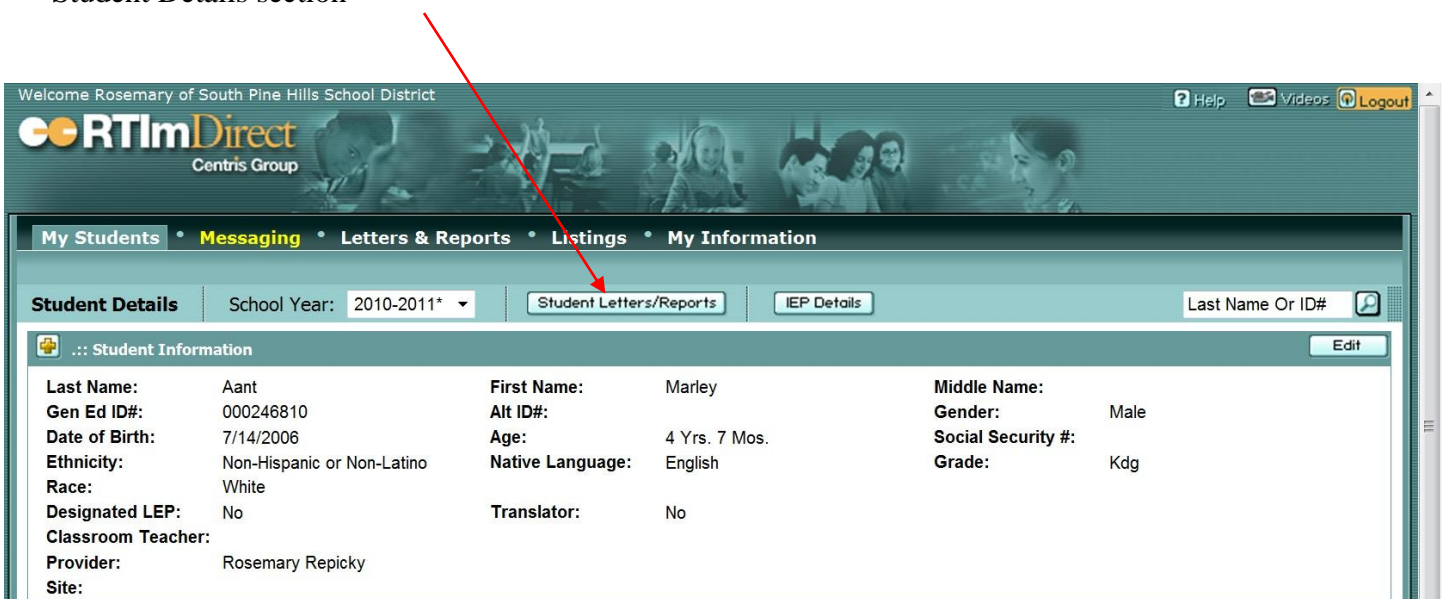 Student Details section
Welcome Rosemary of South Pine Hills School District
Help Videos Logout
RTImDirect
Centris Group
My Students • Messaging • Letters & Reports • Listings • My Information
Student Details School Year: 2010-2011* Student Letters/Reports IEP Details Last Name Or ID#
.:: Student Information Edit
Last Name: Aant First Name: Marley Middle Name:
Gen Ed ID#: 000246810 Alt ID#: Gender: Male
Date of Birth: 7/14/2006 Age: 4 Yrs. 7 Mos. Social Security #:
Ethnicity: Non-Hispanic or Non-Latino Native Language: English Grade: Kdg
Race: White
Designated LEP: No Translator: No
Classroom Teacher:
Provider: Rosemary Repicky
Site: